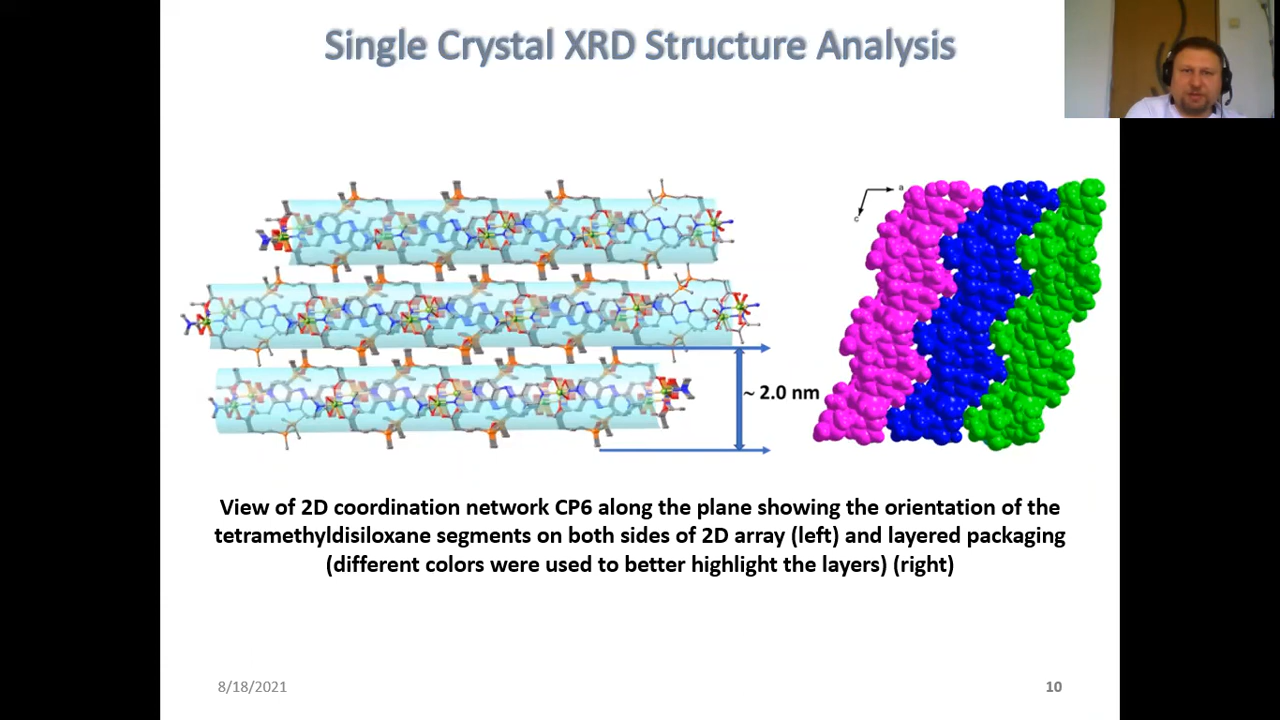 Single Crystal XRD Structure Analysis
a
c
~ 2.0 nm
View of 2D coordination network CP6 along the plane showing the orientation of the
tetramethyldisiloxane segments on both sides of 2D array (left) and layered packaging
(different colors were used to better highlight the layers) (right)
8/18/2021
10